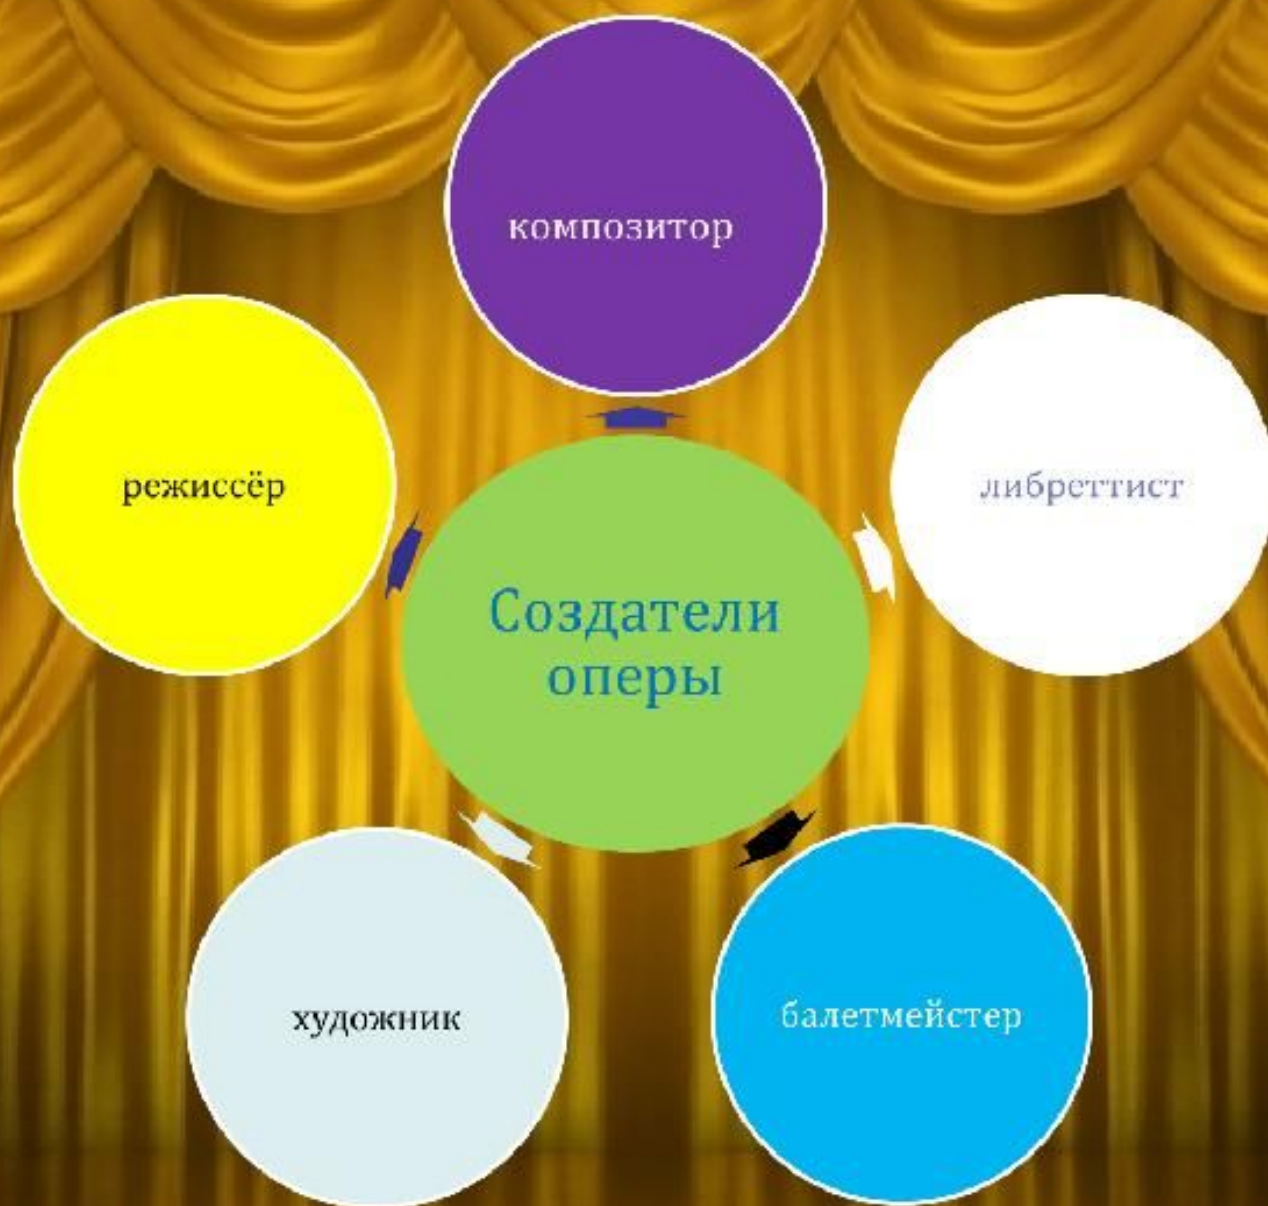 композитор
режиссёр
либреттист
Создатели
оперы
художник
балетмейстер